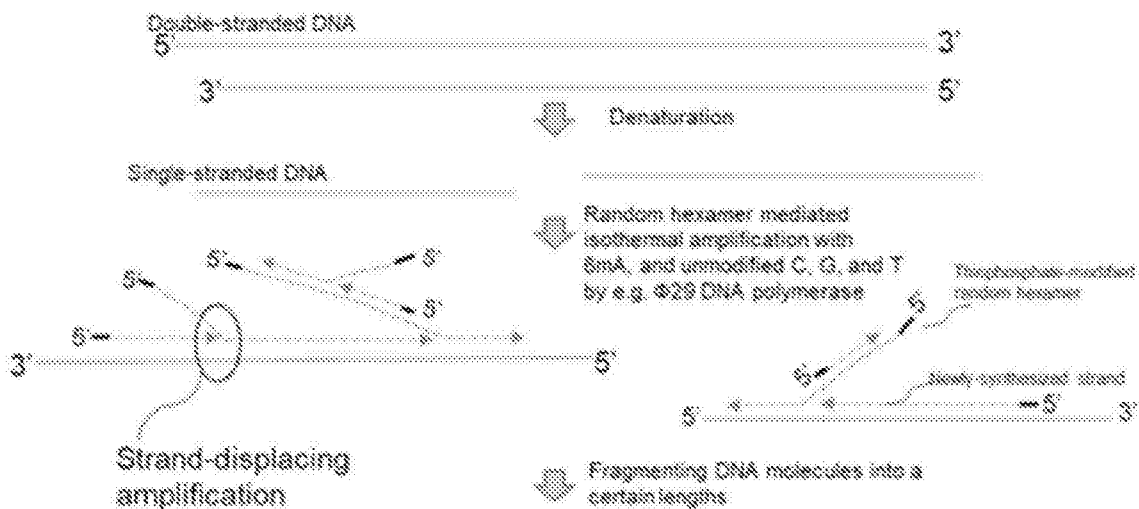 Double-stranded DNA
5' 3'
3' 5'
Denaturation
Single-stranded DNA
Random hexamer mediated
isothermal amplification with
6mA, and unmodified C, G, and T
by e.g. Φ29 DNA polymerase
Thiophosphate-modified
random hexamer
5' 5'
5' 5'
5' 5'
3' 5'
5'
Newly-synthesized strand
5'
5' 3'
Strand-displacing
amplification
Fragmenting DNA molecules into a
certain lengths